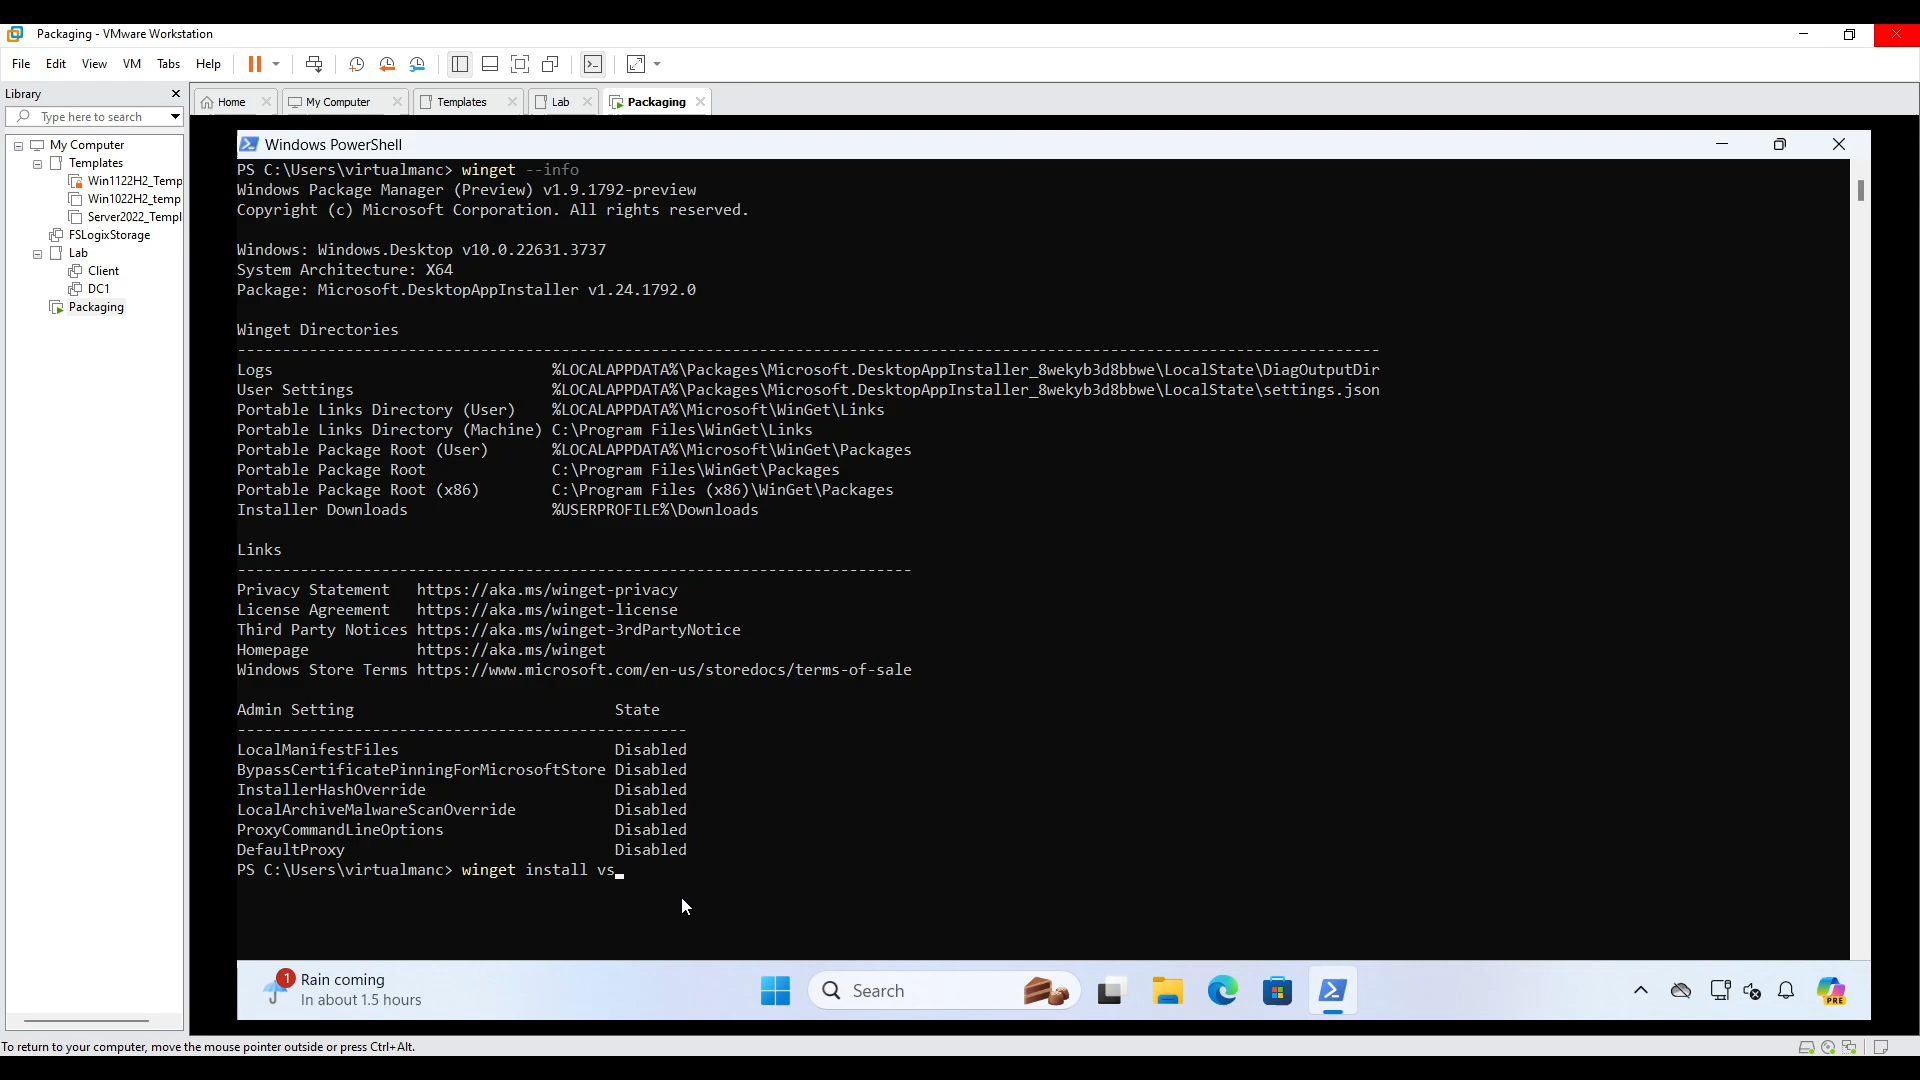 Packaging - VMware Workstation
File Edit View VM Tabs Help
Library
Type here to search
Home
My Computer
Templates
Lab
Packaging
My Computer
Templates
Win1122H2_Temp
Win1022H2_temp
Server2022_Templ
FSLogixStorage
Lab
Client
DC1
Packaging
Windows PowerShell
PS C:\Users\virtualmanc> winget --info
Windows Package Manager (Preview) v1.9.1792-preview
Copyright (c) Microsoft Corporation. All rights reserved.
Windows: Windows.Desktop v10.0.22631.3737
System Architecture: X64
Package: Microsoft.DesktopAppInstaller v1.24.1792.0
Winget Directories
-------------------------------------------------------------------------------------------------------------------------------
Logs %LOCALAPPDATA%\Packages\Microsoft.DesktopAppInstaller_8wekyb3d8bbwe\LocalState\DiagOutputDir
User Settings %LOCALAPPDATA%\Packages\Microsoft.DesktopAppInstaller_8wekyb3d8bbwe\LocalState\settings.json
Portable Links Directory (User) %LOCALAPPDATA%\Microsoft\WinGet\Links
Portable Links Directory (Machine) C:\Program Files\WinGet\Links
Portable Package Root (User) %LOCALAPPDATA%\Microsoft\WinGet\Packages
Portable Package Root C:\Program Files\WinGet\Packages
Portable Package Root (x86) C:\Program Files (x86)\WinGet\Packages
Installer Downloads %USERPROFILE%\Downloads
Links
---------------------------------------------------------------------------
Privacy Statement https://aka.ms/winget-privacy
License Agreement https://aka.ms/winget-license
Third Party Notices https://aka.ms/winget-3rdPartyNotice
Homepage https://aka.ms/winget
Windows Store Terms https://www.microsoft.com/en-us/storedocs/terms-of-sale
Admin Setting State
--------------------------------------------------
LocalManifestFiles Disabled
BypassCertificatePinningForMicrosoftStore Disabled
InstallerHashOverride Disabled
LocalArchiveMalwareScanOverride Disabled
ProxyCommandLineOptions Disabled
DefaultProxy Disabled
PS C:\Users\virtualmanc> winget install vs_
1
Rain coming
In about 1.5 hours
Search
PRE
To return to your computer, move the mouse pointer outside or press Ctrl+Alt.